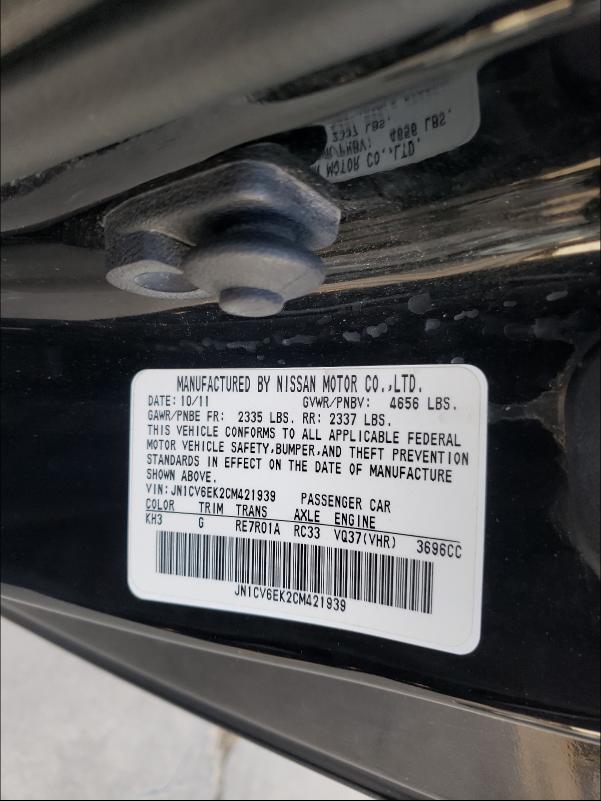 MANUFACTURED BY NISSAN MOTOR CO.,LTD.
DATE: 10/11 GVWR/PNBV: 4656 LBS.
GAWR/PNBE FR: 2335 LBS. RR: 2337 LBS.
THIS VEHICLE CONFORMS TO ALL APPLICABLE FEDERAL
MOTOR VEHICLE SAFETY,BUMPER,AND THEFT PREVENTION
STANDARDS IN EFFECT ON THE DATE OF MANUFACTURE
SHOWN ABOVE.
VIN: JN1CV6EK2CM421939 PASSENGER CAR
COLOR TRIM TRANS AXLE ENGINE
KH3 G RE7R01A RC33 VQ37(VHR) 3696CC
JN1CV6EK2CM421939